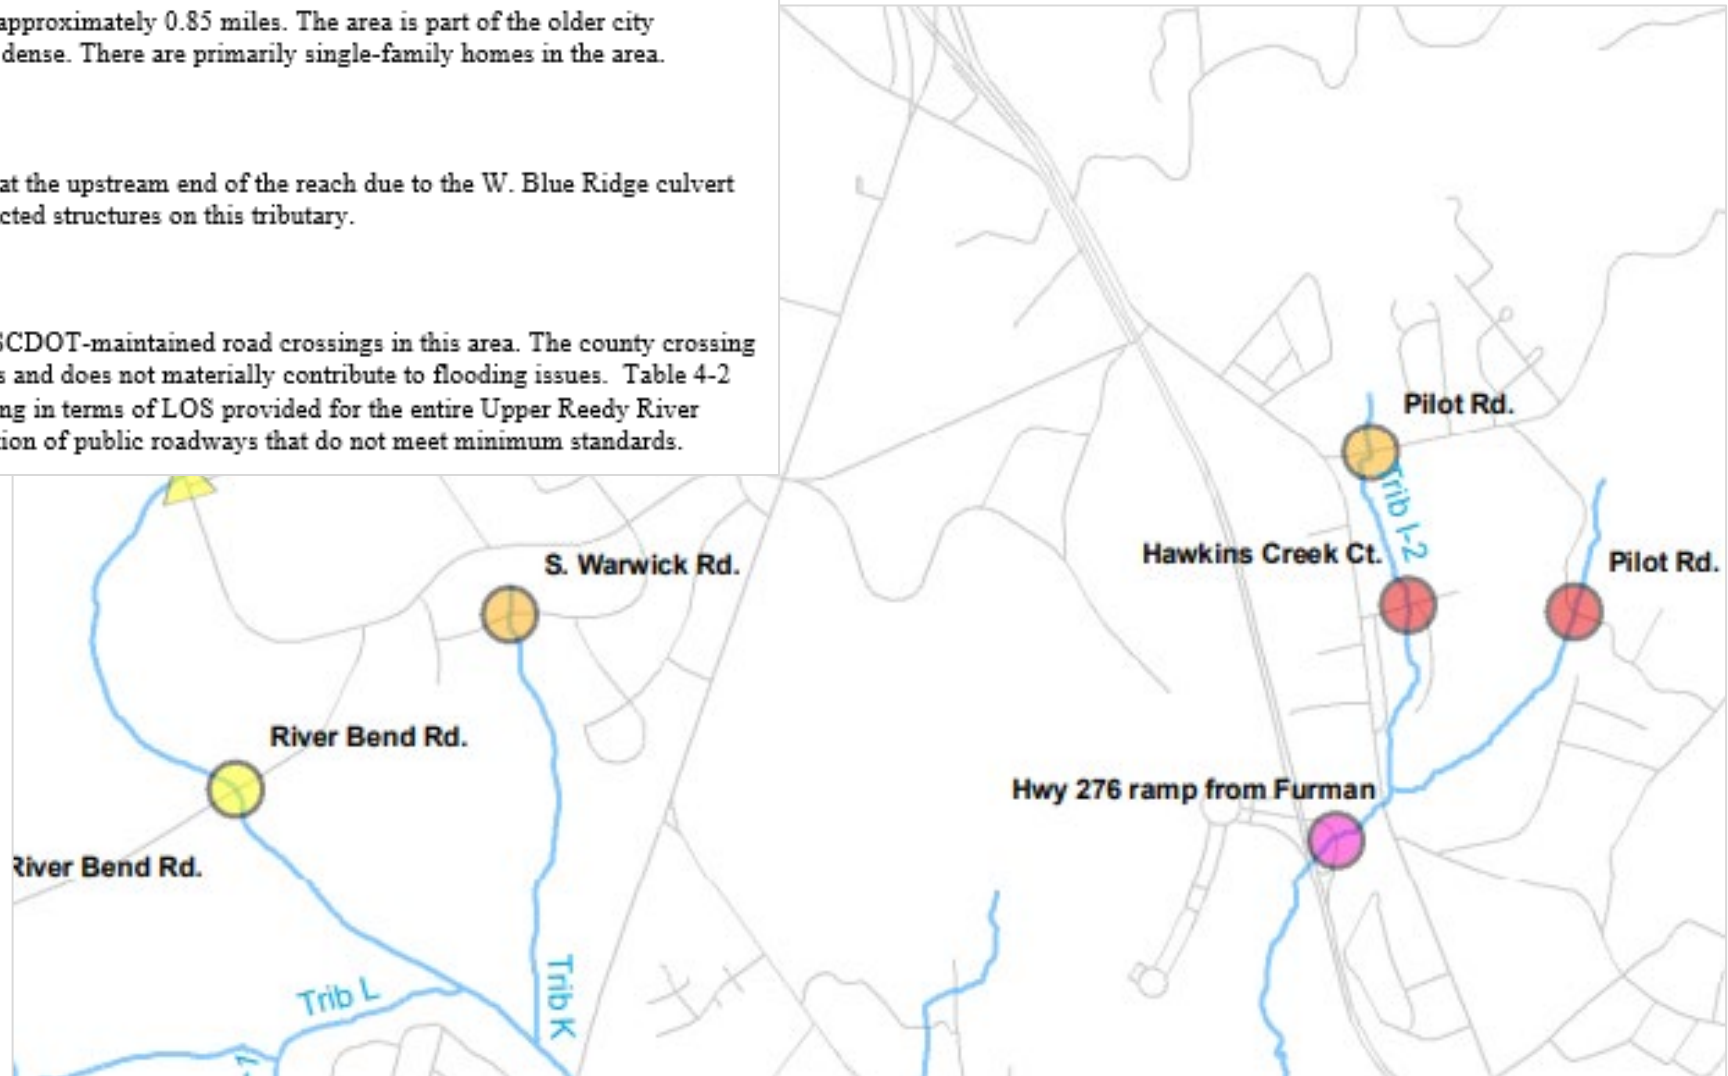 approximately 0.85 miles. The area is part of the older city
dense. There are primarily single-family homes in the area.
at the upstream end of the reach due to the W. Blue Ridge culvert
cted structures on this tributary.
SCDOT-maintained road crossings in this area. The county crossing
s and does not materially contribute to flooding issues. Table 4-2
ng in terms of LOS provided for the entire Upper Reedy River
tion of public roadways that do not meet minimum standards.
Pilot Rd.
Trib I-2
Hawkins Creek Ct.
Pilot Rd.
S. Warwick Rd.
River Bend Rd.
Hwy 276 ramp from Furman
River Bend Rd.
Trib L
Trib K